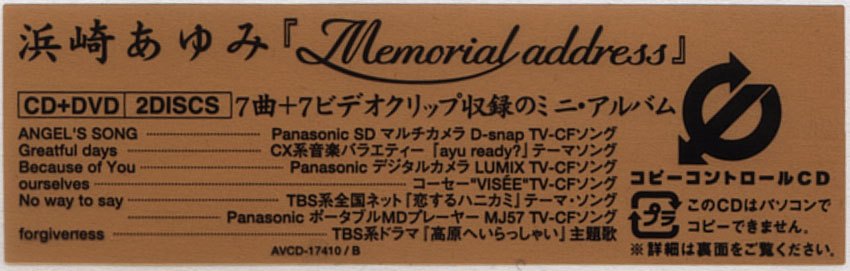 浜崎あゆみ『Memorial address』
CD+DVD 2DISCS 7曲+7ビデオクリップ収録のミニ・アルバム
ANGEL'S SONG Panasonic SD マルチカメラ D-snap TV-CFソング
Greatful days CX系音楽バラエティー「ayu ready?」テーマソング
Because of You Panasonic デジタルカメラ LUMIX TV-CFソング
ourselves コーセー"VISÉE"TV-CFソング
No way to say TBS系全国ネット「恋するハニカミ」テーマ・ソング
Panasonic ポータブルMDプレーヤー MJ57 TV-CFソング
forgiveness TBS系ドラマ「高原へいらっしゃい」主題歌
AVCD-17410 / B
コピーコントロールCD
プラ
このCDはパソコンで
コピーできません。
※詳細は裏面をご覧ください。